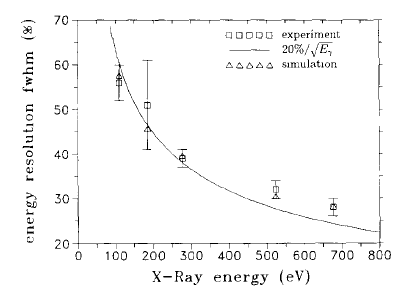 energy resolution fwhm (%)
70
60
50
40
30
20
experiment
20%/√Eγ
simulation
0 100 200 300 400 500 600 700 800
X-Ray energy (eV)